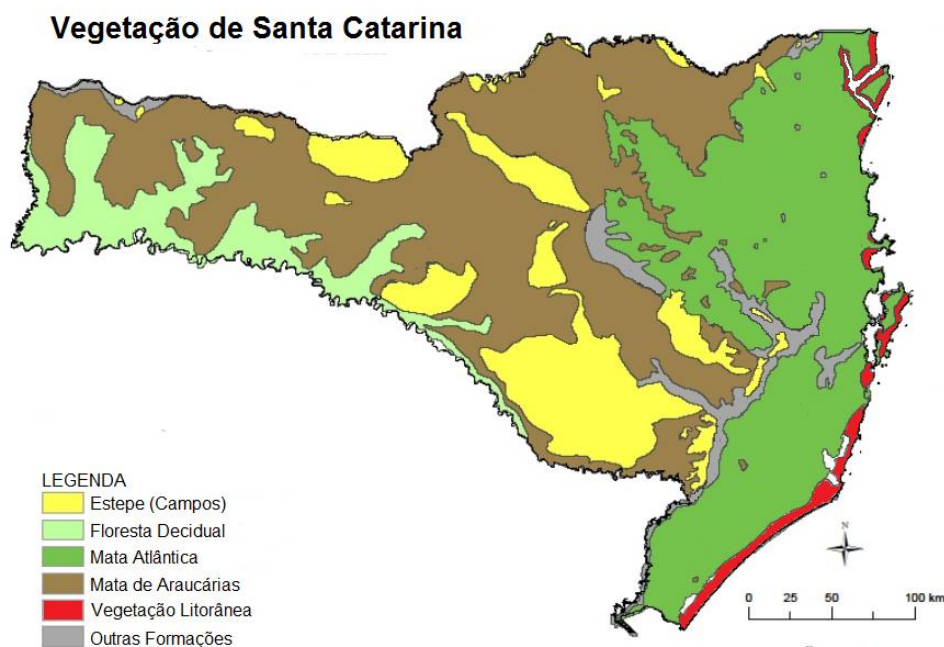 Vegetação de Santa Catarina
LEGENDA
Estepe (Campos)
Floresta Decidual
Mata Atlântica
Mata de Araucárias
Vegetação Litorânea
Outras Formações
N
0 25 50 100 km